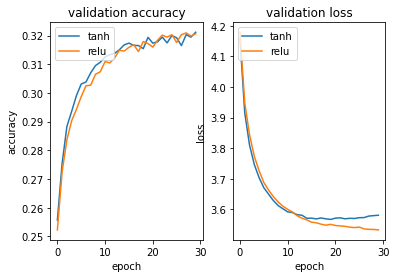 validation accuracy
tanh
relu
0.32
0.31
0.30
0.29
0.28
0.27
0.26
0.25
accuracy
0 10 20 30
epoch
validation loss
tanh
relu
4.2
4.1
4.0
3.9
3.8
3.7
3.6
loss
0 10 20 30
epoch